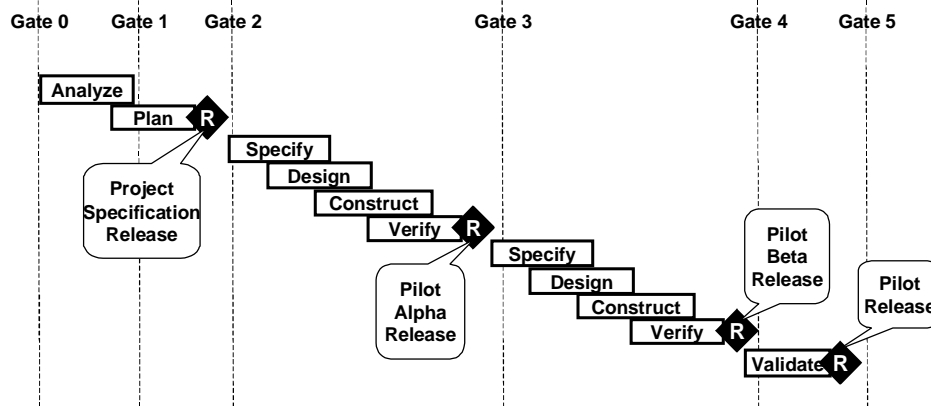 Gate 0
Gate 1
Gate 2
Gate 3
Gate 4
Gate 5
Analyze
Plan
R
Specify
Design
Construct
Verify
R
Project
Specification
Release
Pilot
Alpha
Release
Specify
Design
Construct
Verify
R
Pilot
Beta
Release
Pilot
Release
Validate
R